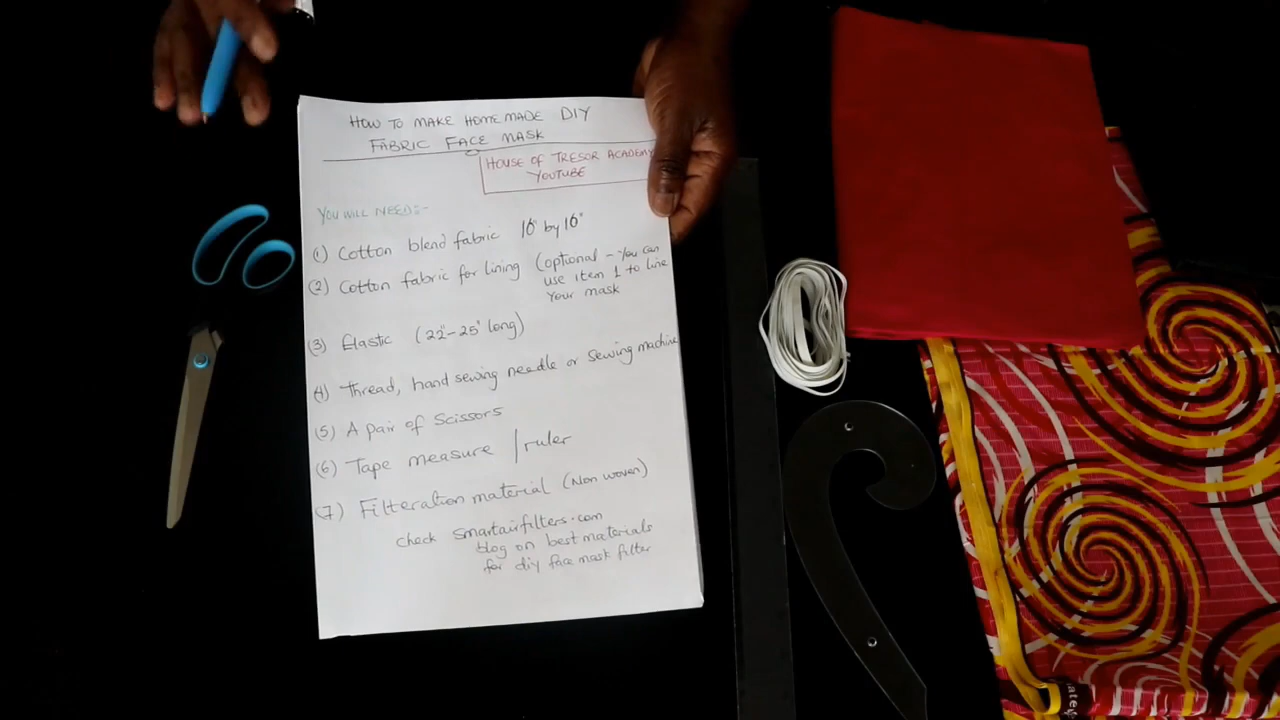 HOW TO MAKE HOMEMADE DIY
FABRIC FACE MASK
HOUSE OF TRESOR ACADEMY
YOUTUBE
YOU WILL NEED:-
(1) Cotton blend fabric 16" by 16"
(2) Cotton fabric for lining (optional - You can
use item 1 to line
Your mask
(3) Elastic (22"-25" long)
(4) Thread, hand sewing needle or sewing machine
(5) A pair of Scissors
(6) Tape measure / ruler
(7) Filteration material (Non woven)
check smartairfilters.com
blog on best materials
for diy face mask filter